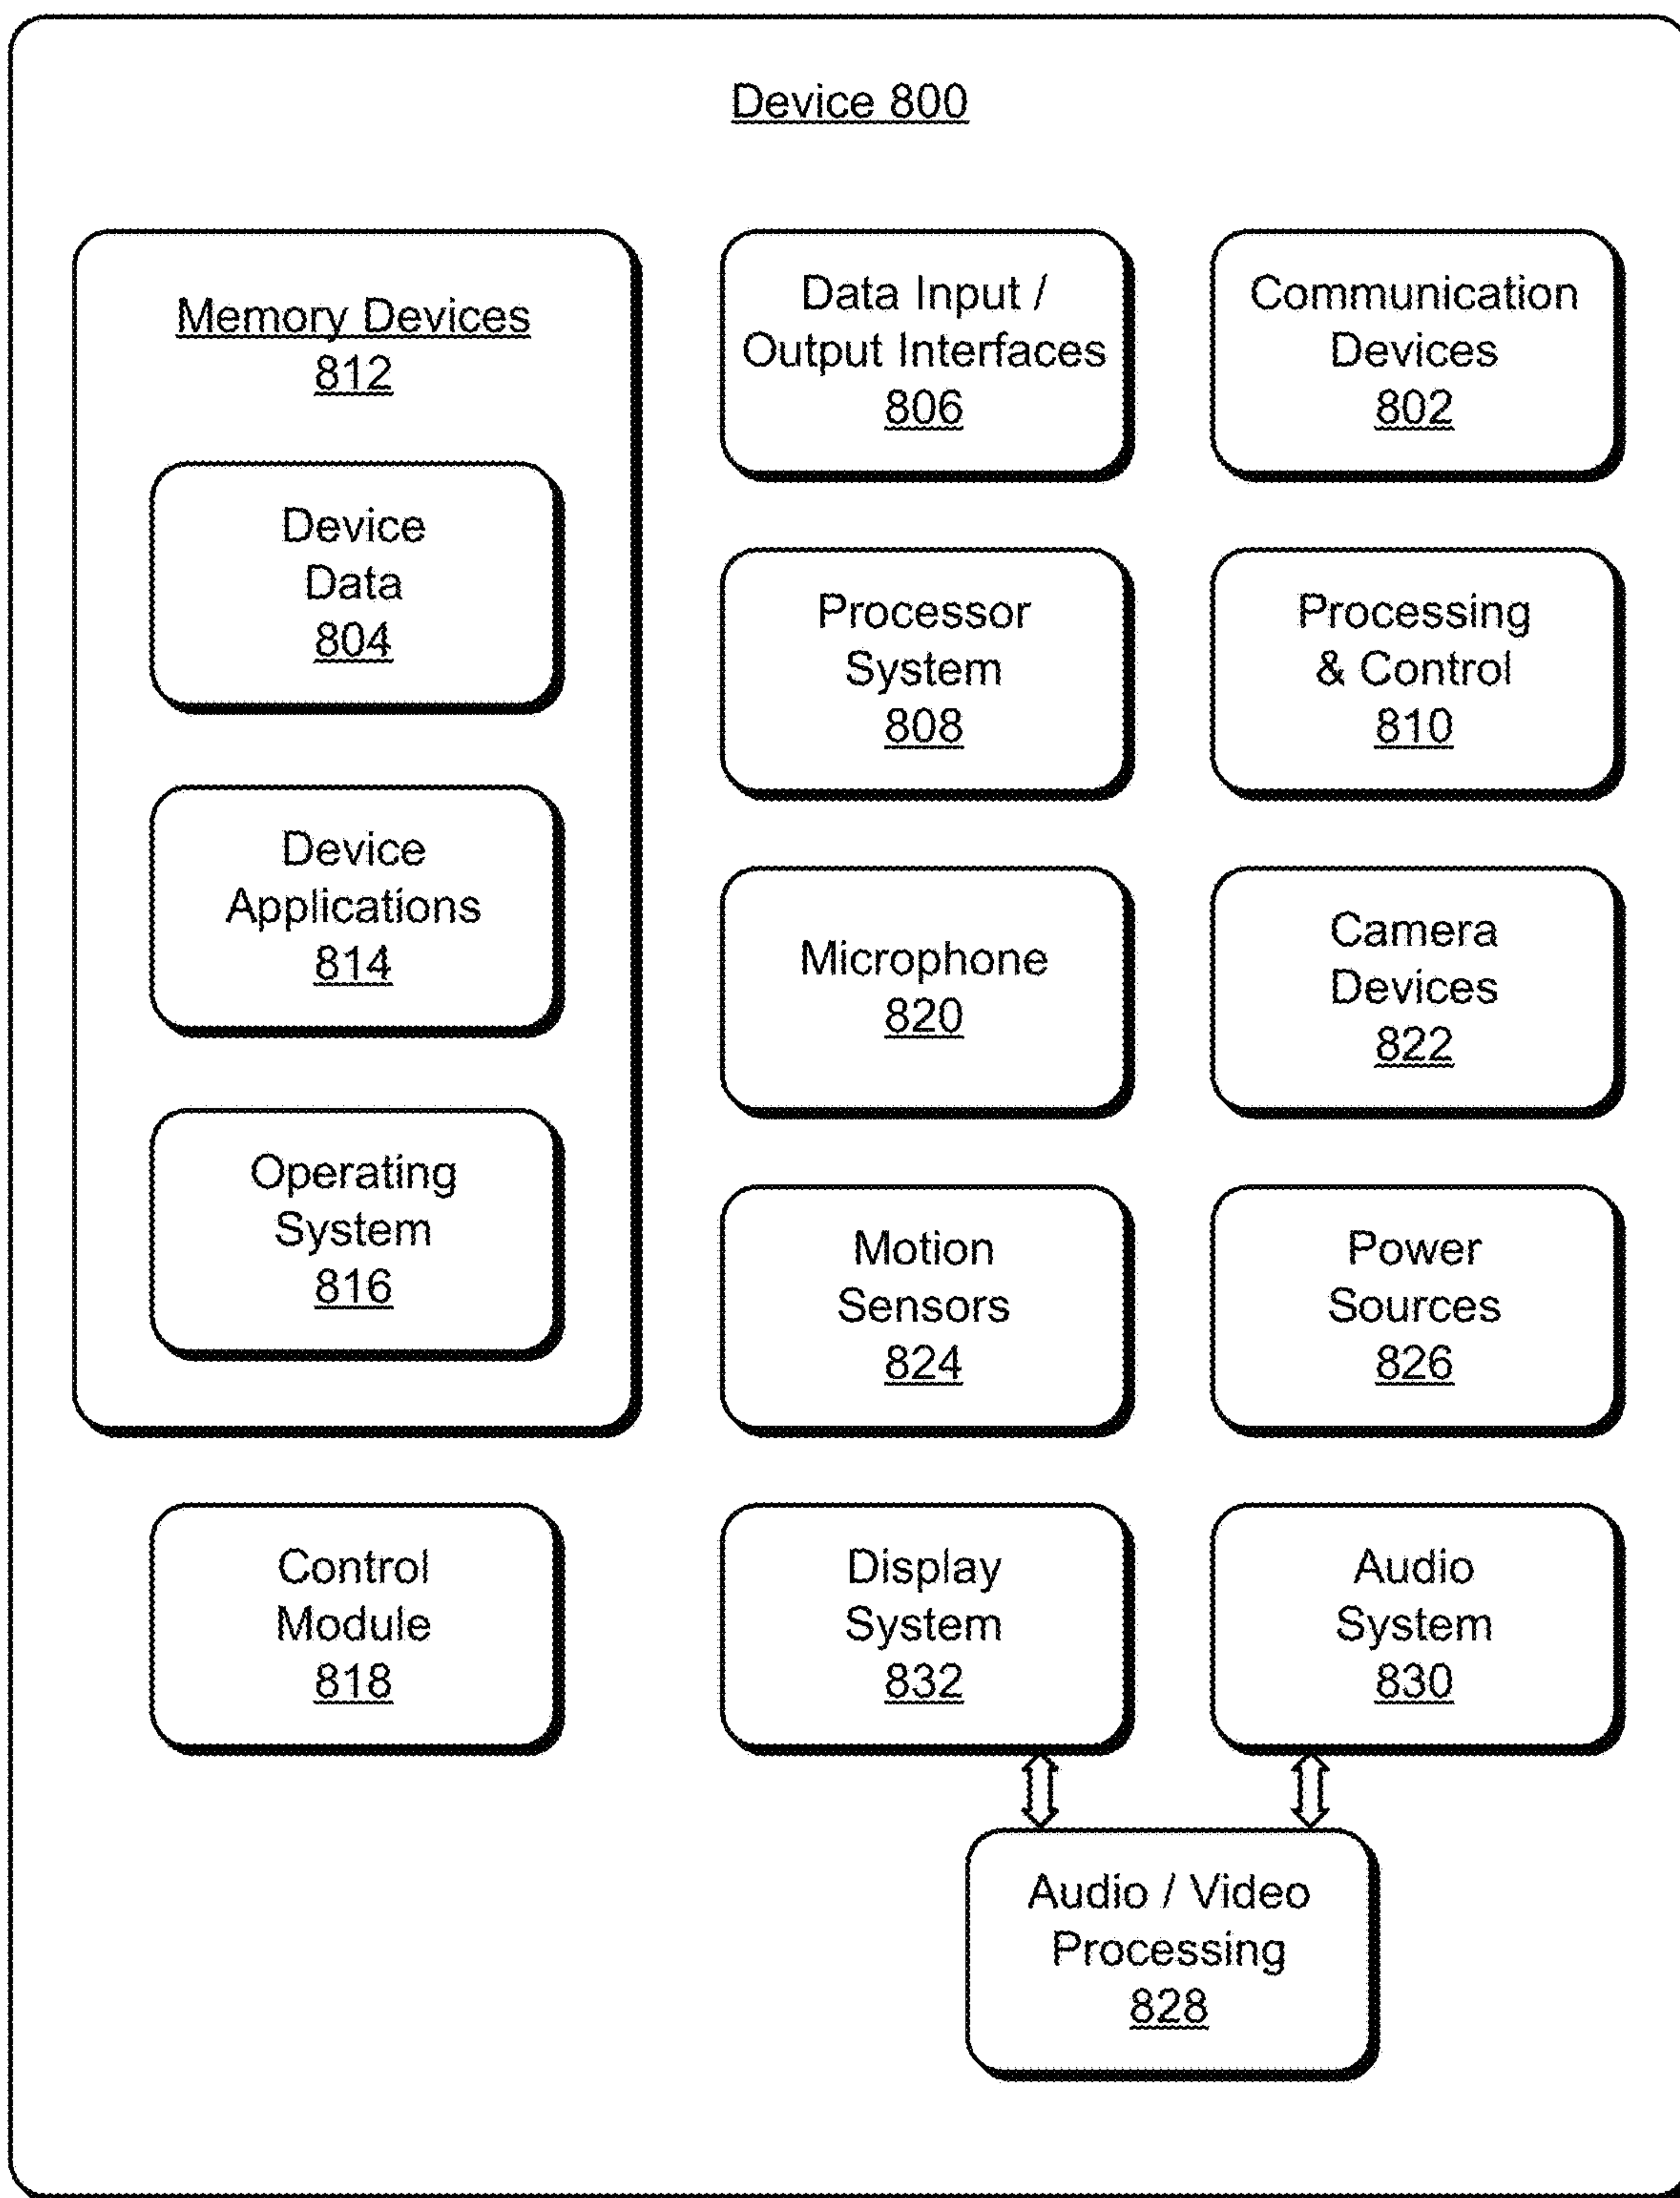 Device 800
Memory Devices
812
Device
Data
804
Device
Applications
814
Operating
System
816
Control
Module
818
Data Input /
Output Interfaces
806
Communication
Devices
802
Processor
System
808
Processing
& Control
810
Microphone
820
Camera
Devices
822
Motion
Sensors
824
Power
Sources
826
Display
System
832
Audio
System
830
Audio / Video
Processing
828